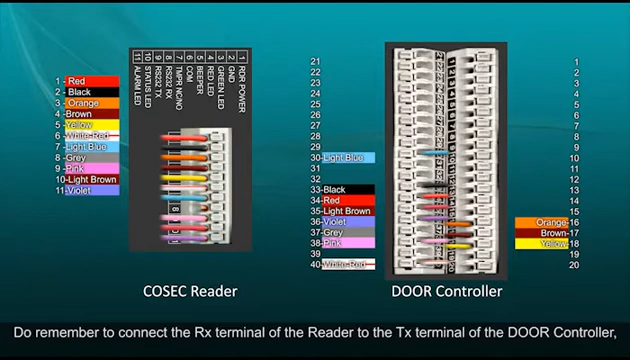 1 RDR POWER
2 GND
3 GREEN LED
4 RED LED
5 BEEPER
6 COM
7 TMPR NC/NO
8 RS232 RX
9 RS232 TX
10 STATUS LED
11 ALARM LED
1 - Red
2 - Black
3 - Orange
4 - Brown
5 - Yellow
6 - White-Red
7 - Light Blue
8 - Grey
9 - Pink
10 - Light Brown
11 - Violet
COSEC Reader
21
22
23
24
25
26
27
28
29
30-Light Blue
31
32
33-Black
34-Red
35-Light Brown
36-Violet
37-Grey
38-Pink
39
40-White-Red
1
2
3
4
5
6
7
8
9
10
11
12
13
14
15
Orange-16
Brown-17
Yellow-18
19
20
DOOR Controller
Do remember to connect the Rx terminal of the Reader to the Tx terminal of the DOOR Controller,